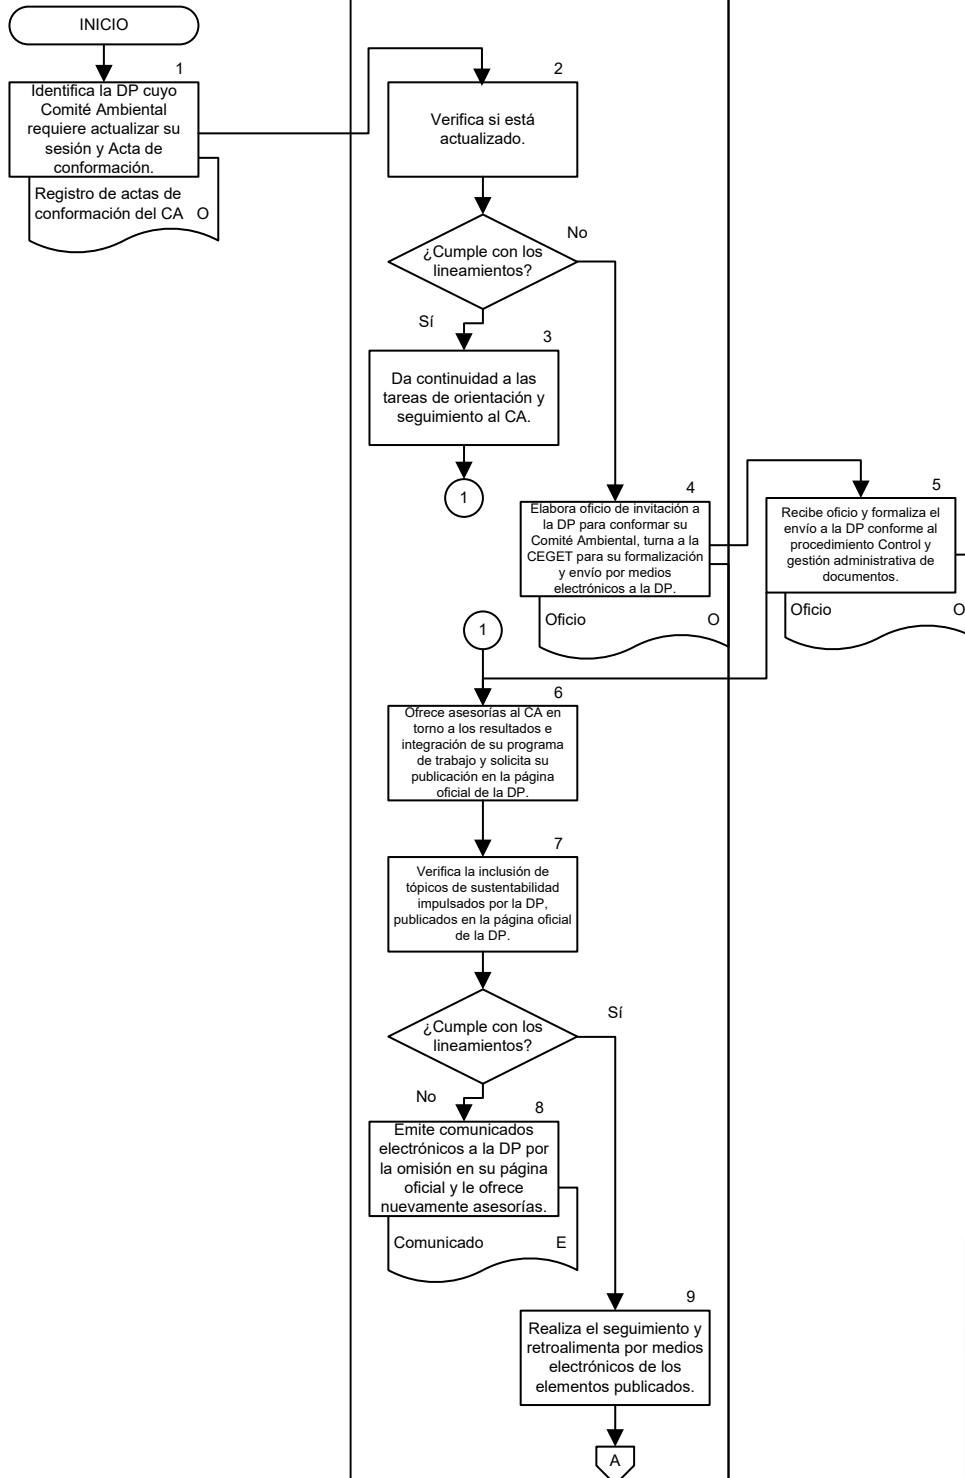 INICIO
1
Identifica la DP cuyo
Comité Ambiental
requiere actualizar su
sesión y Acta de
conformación.
Registro de actas de
conformación del CA O
2
Verifica si está
actualizado.
¿Cumple con los
lineamientos?
No
Sí
3
Da continuidad a las
tareas de orientación y
seguimiento al CA.
1
4
Elabora oficio de invitación a
la DP para conformar su
Comité Ambiental, turna a la
CEGET para su formalización
y envío por medios
electrónicos a la DP.
Oficio O
5
Recibe oficio y formaliza el
envío a la DP conforme al
procedimiento Control y
gestión administrativa de
documentos.
Oficio O
1
6
Ofrece asesorías al CA en
torno a los resultados e
integración de su programa
de trabajo y solicita su
publicación en la página
oficial de la DP.
7
Verifica la inclusión de
tópicos de sustentabilidad
impulsados por la DP,
publicados en la página oficial
de la DP.
¿Cumple con los
lineamientos?
Sí
No
8
Emite comunicados
electrónicos a la DP por
la omisión en su página
oficial y le ofrece
nuevamente asesorías.
Comunicado E
9
Realiza el seguimiento y
retroalimenta por medios
electrónicos de los
elementos publicados.
A